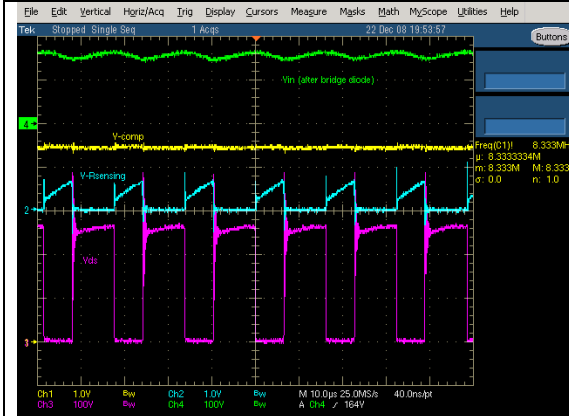 File Edit Vertical Horiz/Acq Trig Display Cursors Measure Masks Math MyScope Utilities Help
Tek Stopped Single Seq 1 Acqs 22 Dec 08 19:53:57
Buttons
Vin (after bridge diode)
4
V-comp
Freq(C1)! 8.333MH
µ: 8.3333334M
m: 8.333M M: 8.333
σ: 0.0 n: 1.0
V-Rsensing
2
Vds
Ch1 1.0V Bw Ch2 1.0V Bw M 10.0µs 25.0MS/s 40.0ns/pt
Ch3 100V Bw Ch4 100V Bw A Ch4 / 164V